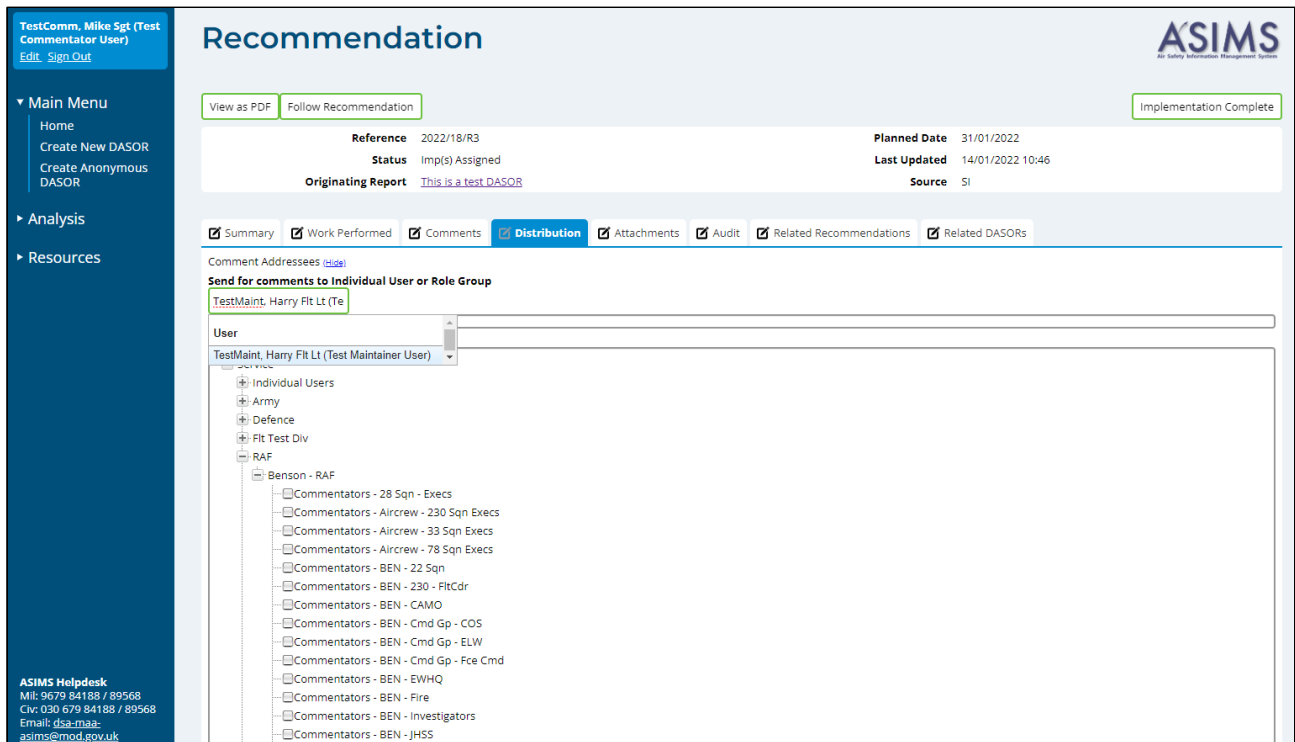 TestComm, Mike Sgt (Test
Commentator User)
Edit Sign Out
Main Menu
Home
Create New DASOR
Create Anonymous
DASOR
Analysis
Resources
ASIMS Helpdesk
Mil: 9679 84188 / 89568
Civ: 030 679 84188 / 89568
Email: dsa-maa-
asims@mod.gov.uk
Recommendation
ASIMS
Air Safety Information Management System
View as PDF Follow Recommendation Implementation Complete
Reference 2022/18/R3 Planned Date 31/01/2022
Status Imp(s) Assigned Last Updated 14/01/2022 10:46
Originating Report This is a test DASOR Source SI
Summary Work Performed Comments Distribution Attachments Audit Related Recommendations Related DASORs
Comment Addressees (Hide)
Send for comments to Individual User or Role Group
TestMaint, Harry Flt Lt (Te
User
TestMaint, Harry Flt Lt (Test Maintainer User)
Service
Individual Users
Army
Defence
Flt Test Div
RAF
Benson - RAF
Commentators - 28 Sqn - Execs
Commentators - Aircrew - 230 Sqn Execs
Commentators - Aircrew - 33 Sqn Execs
Commentators - Aircrew - 78 Sqn Execs
Commentators - BEN - 22 Sqn
Commentators - BEN - 230 - FltCdr
Commentators - BEN - CAMO
Commentators - BEN - Cmd Gp - COS
Commentators - BEN - Cmd Gp - ELW
Commentators - BEN - Cmd Gp - Fce Cmd
Commentators - BEN - EWHQ
Commentators - BEN - Fire
Commentators - BEN - Investigators
Commentators - BEN - JHSS